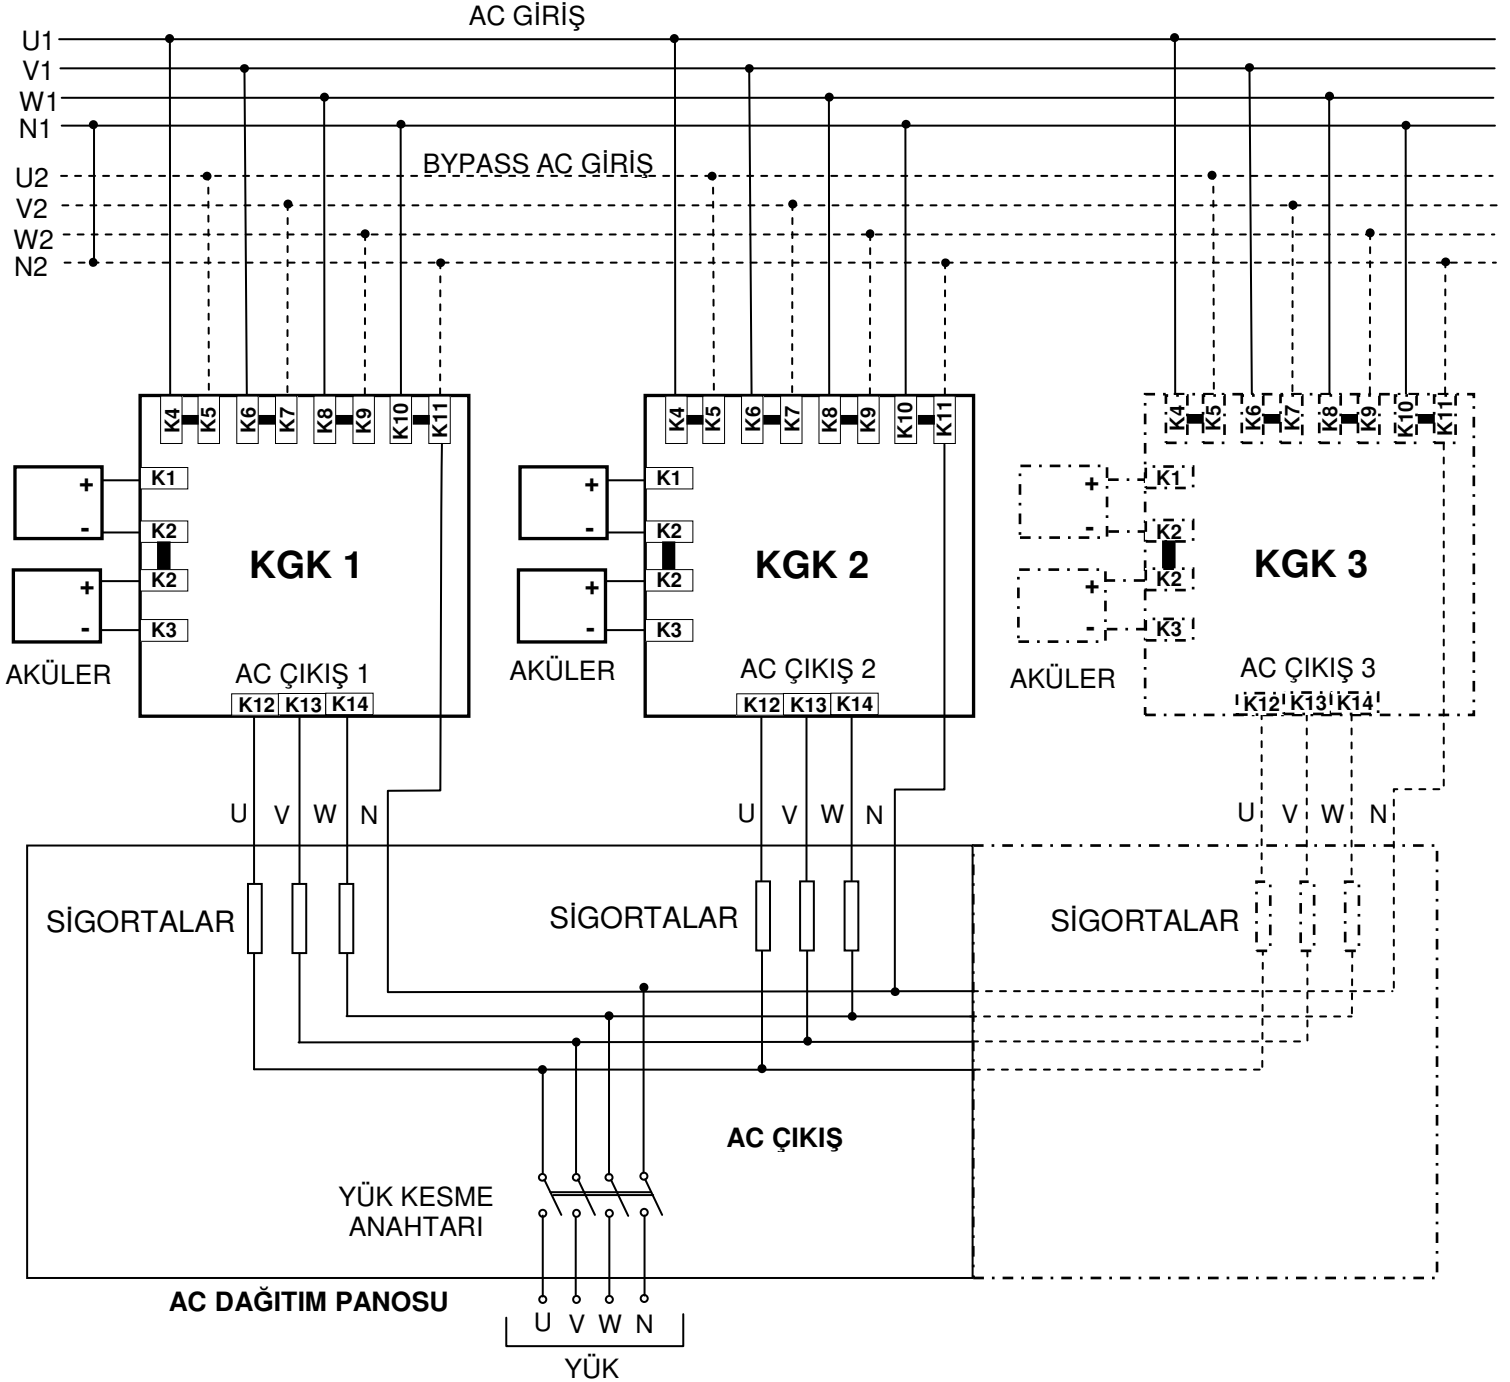 AC GİRİŞ
U1
V1
W1
N1
BYPASS AC GİRİŞ
U2
V2
W2
N2
K4 K5 K6 K7 K8 K9 K10 K11
K4 K5 K6 K7 K8 K9 K10 K11
K4 K5 K6 K7 K8 K9 K10 K11
+ K1
- K2
KGK 1
+ K2
- K3
AKÜLER
AC ÇIKIŞ 1
K12 K13 K14
+ K1
- K2
KGK 2
+ K2
- K3
AKÜLER
AC ÇIKIŞ 2
K12 K13 K14
+ K1
- K2
KGK 3
+ K2
- K3
AKÜLER
AC ÇIKIŞ 3
K12 K13 K14
U V W N
U V W N
U V W N
SİGORTALAR
SİGORTALAR
SİGORTALAR
AC ÇIKIŞ
YÜK KESME
ANAHTARI
AC DAĞITIM PANOSU
U V W N
YÜK